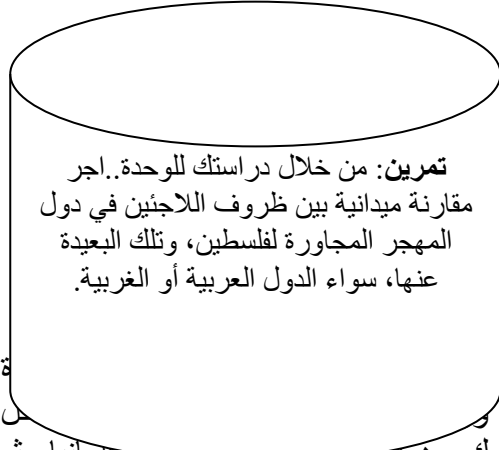 تمرين: من خلال دراستك للوحدة..اجر
مقارنة ميدانية بين ظروف اللاجئين في دول
المهجر المجاورة لفلسطين، وتلك البعيدة
عنها، سواء الدول العربية أو الغربية.